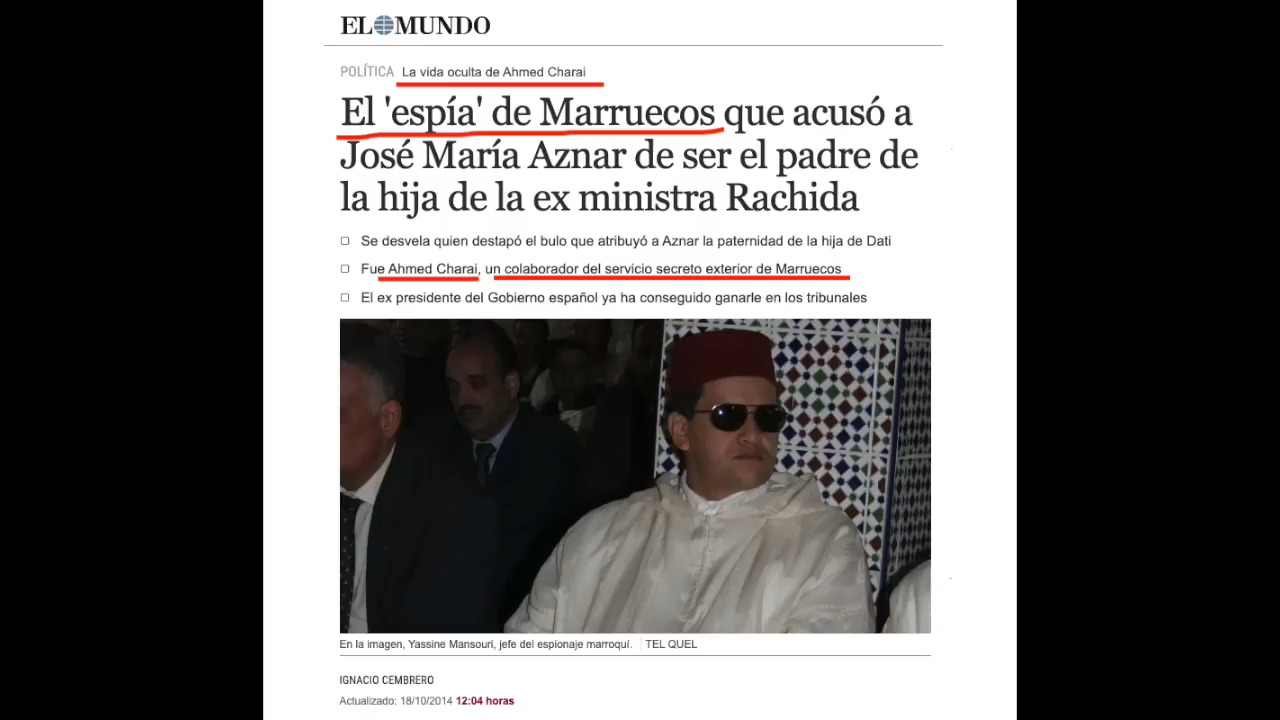 EL MUNDO
POLÍTICA La vida oculta de Ahmed Charai
El 'espía' de Marruecos que acusó a
José María Aznar de ser el padre de
la hija de la ex ministra Rachida
Se desvela quien destapó el bulo que atribuyó a Aznar la paternidad de la hija de Dati
Fue Ahmed Charai, un colaborador del servicio secreto exterior de Marruecos
El ex presidente del Gobierno español ya ha conseguido ganarle en los tribunales
En la imagen, Yassine Mansouri, jefe del espionaje marroquí. TEL QUEL
IGNACIO CEMBRERO
Actualizado: 18/10/2014 12:04 horas